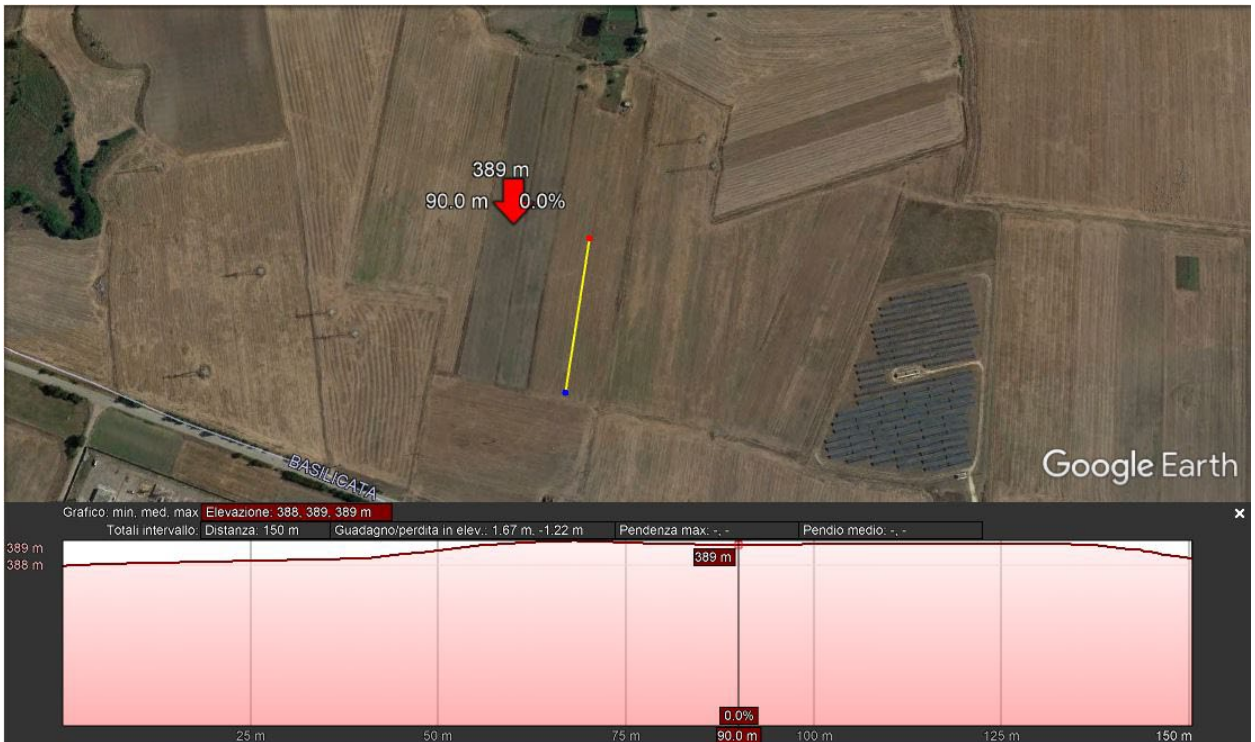 389 m
90.0 m 0.0%
BASILICATA
Google Earth
Grafico: min, med, max Elevazione: 388, 389, 389 m
Totali intervallo: Distanza: 150 m Guadagno/perdita in elev.: 1.67 m, -1.22 m Pendenza max: -, - Pendio medio: -, -
389 m
388 m
389 m
0.0%
25 m 50 m 75 m 90.0 m 100 m 125 m 150 m